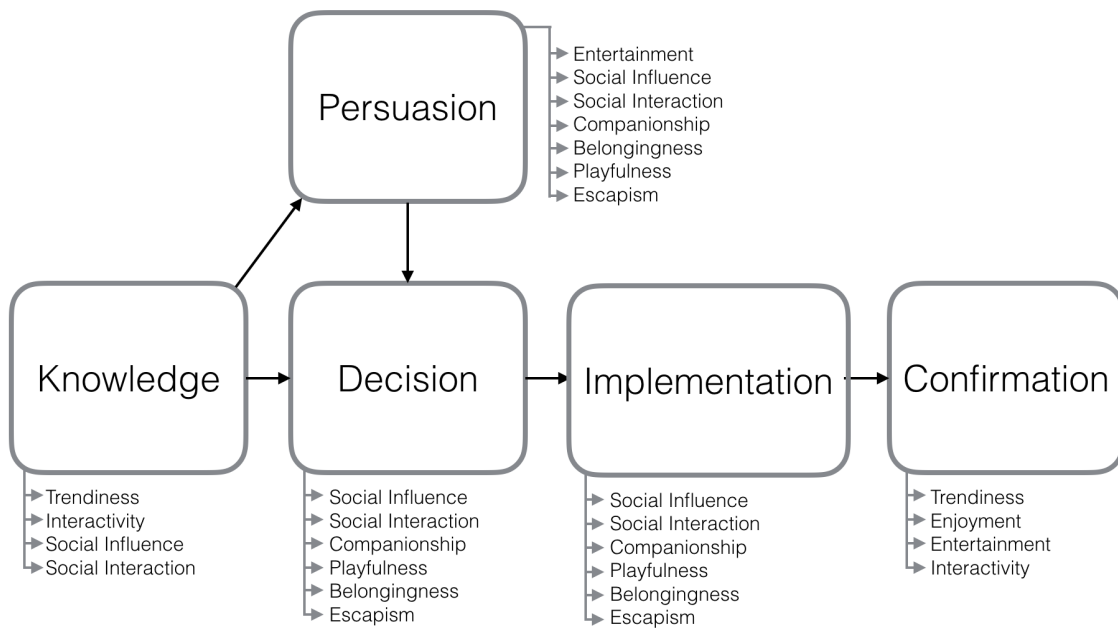 Persuasion
Entertainment
Social Influence
Social Interaction
Companionship
Belongingness
Playfulness
Escapism
Knowledge
Trendiness
Interactivity
Social Influence
Social Interaction
Decision
Social Influence
Social Interaction
Companionship
Playfulness
Belongingness
Escapism
Implementation
Social Influence
Social Interaction
Companionship
Playfulness
Belongingness
Escapism
Confirmation
Trendiness
Enjoyment
Entertainment
Interactivity